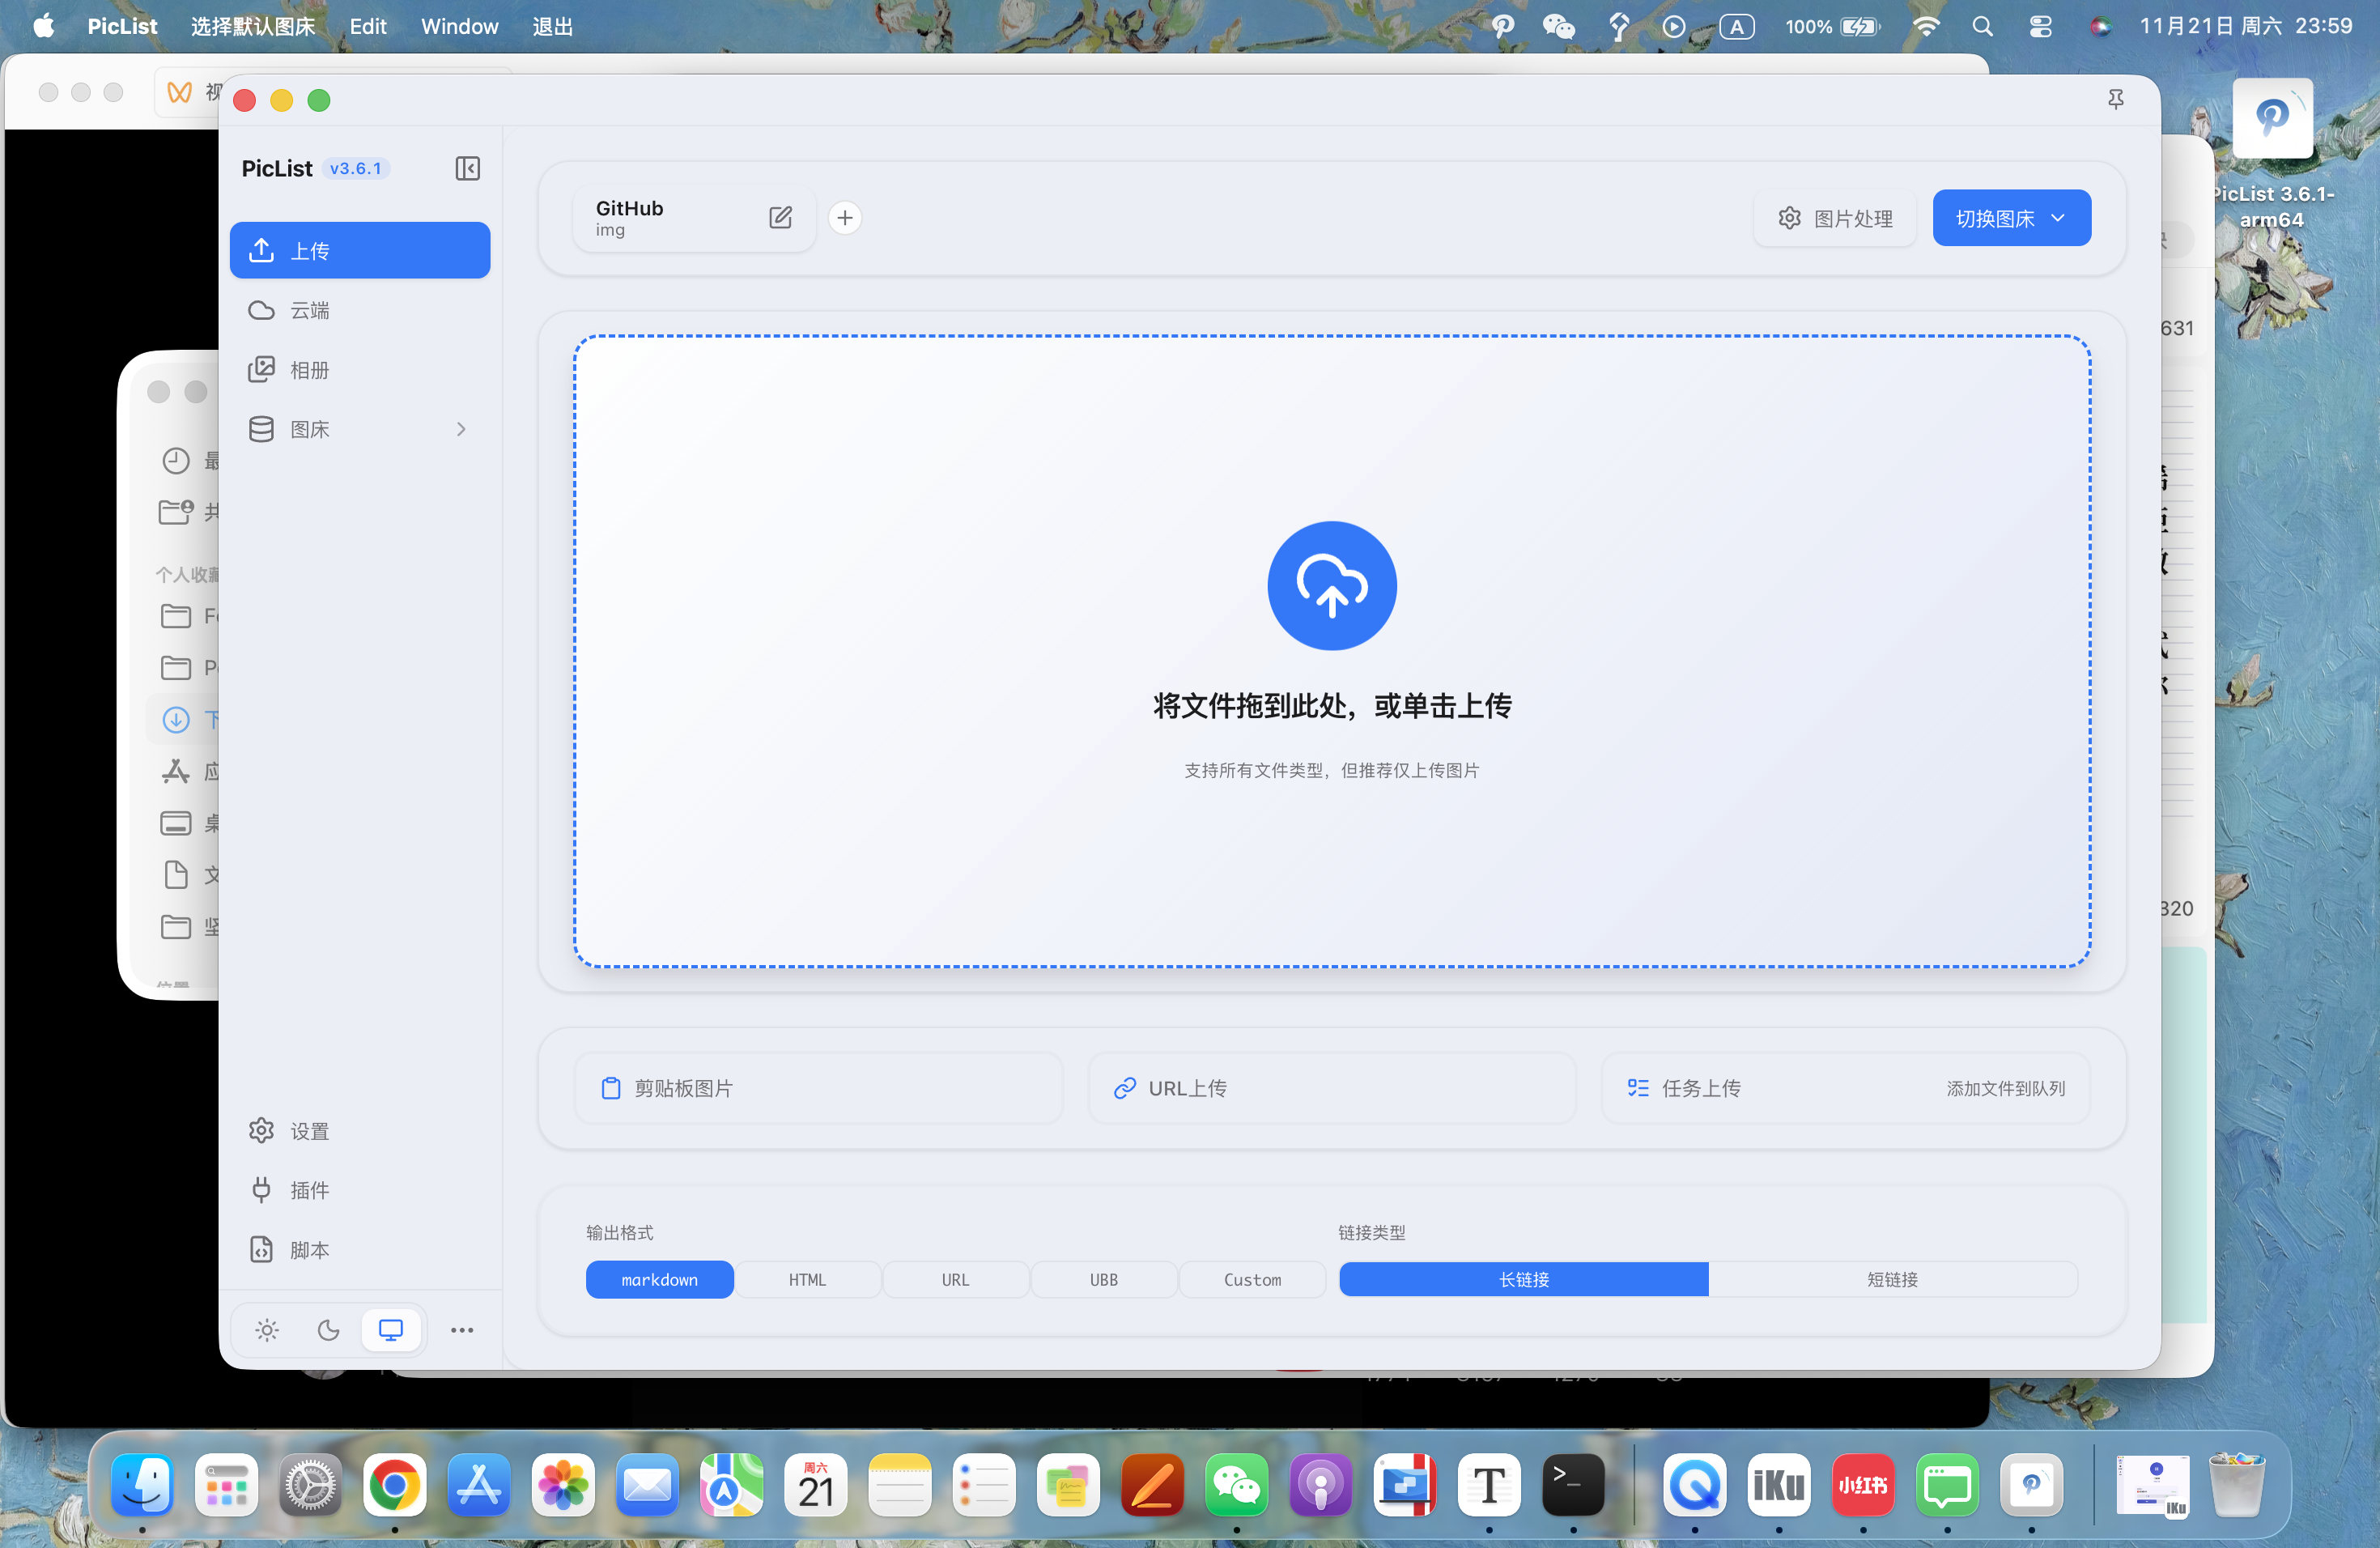 PicList 选择默认图床 Edit Window 退出
A 100% 11月21日 周六 23:59
PicList 3.6.1-
arm64
PicList v3.6.1
上传
云端
相册
图床
设置
插件
脚本
GitHub
img
图片处理
切换图床
将文件拖到此处，或单击上传
支持所有文件类型，但推荐仅上传图片
剪贴板图片
URL上传
任务上传
添加文件到队列
输出格式
markdown HTML URL UBB Custom
链接类型
长链接 短链接
个人收藏
631
320
周六
21
T
iKu
小红书
iKu